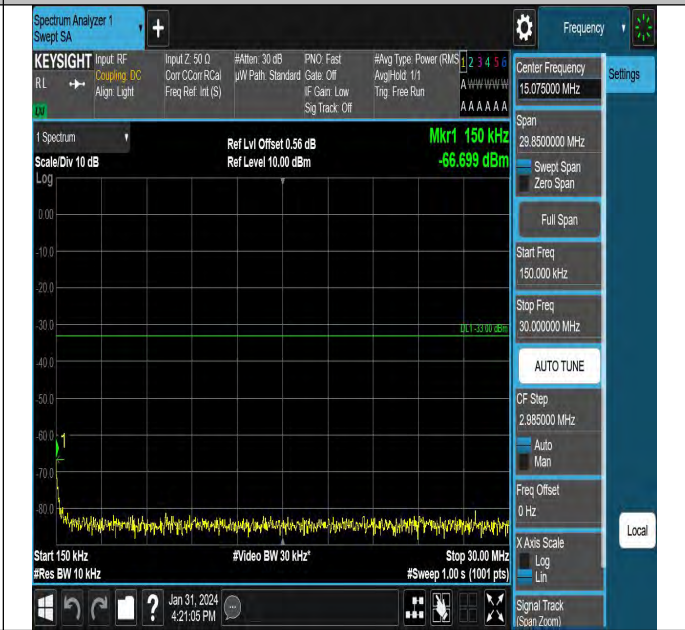 Spectrum Analyzer 1
Swept SA
+
Frequency
KEYSIGHT
RL
Input: RF
Coupling: DC
Align: Light
Input Z: 50 Ω
Corr CCorr RCal
Freq Ref: Int (S)
#Atten: 30 dB
µW Path: Standard
PNO: Fast
Gate: Off
IF Gain: Low
Sig Track: Off
#Avg Type: Power (RMS
Avg|Hold: 1/1
Trig: Free Run
1 2 3 4 5 6
A W W W W W
A A A A A A
Settings
1 Spectrum
Scale/Div 10 dB
Log
Ref Lvl Offset 0.56 dB
Ref Level 10.00 dBm
Mkr1 150 kHz
-66.699 dBm
0.00
-10.0
-20.0
-30.0
-40.0
-50.0
-60.0
-70.0
-80.0
DL1 -33.00 dBm
1
Start 150 kHz
#Res BW 10 kHz
#Video BW 30 kHz*
Stop 30.00 MHz
#Sweep 1.00 s (1001 pts)
Center Frequency
15.075000 MHz
Span
29.8500000 MHz
Swept Span
Zero Span
Full Span
Start Freq
150.000 kHz
Stop Freq
30.000000 MHz
AUTO TUNE
CF Step
2.985000 MHz
Auto
Man
Freq Offset
0 Hz
X Axis Scale
Log
Lin
Signal Track
(Span Zoom)
Local
?
Jan 31, 2024
4:21:05 PM